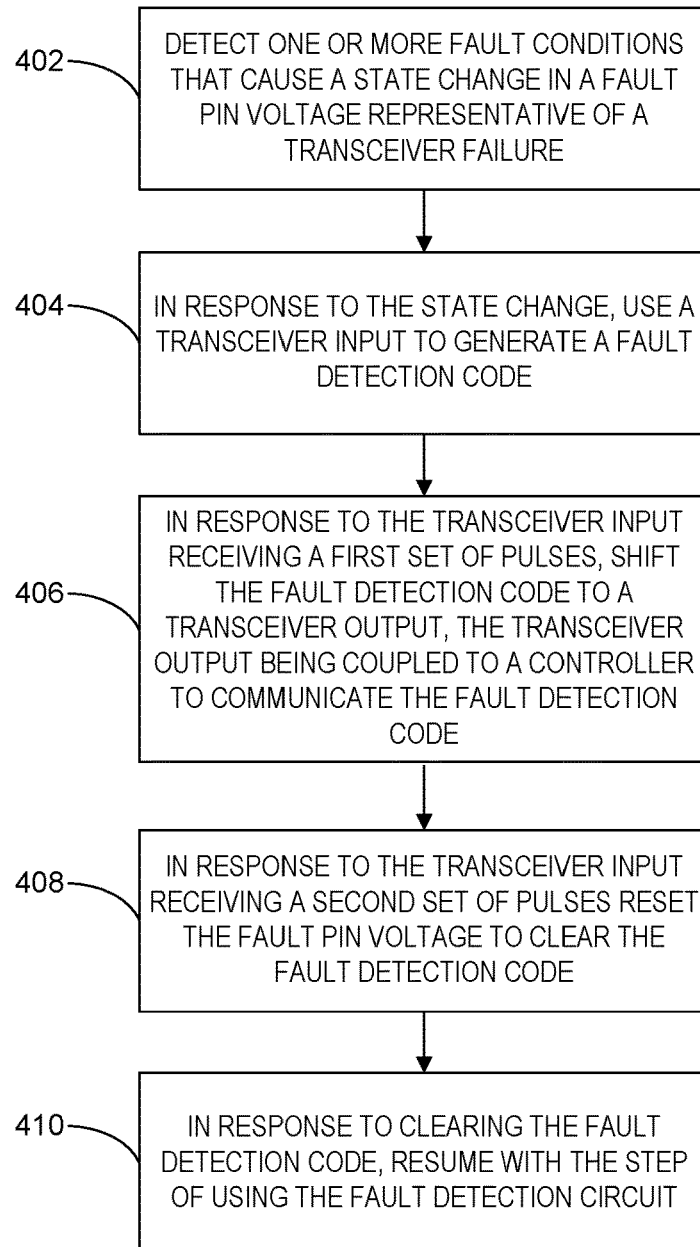 402
DETECT ONE OR MORE FAULT CONDITIONS
THAT CAUSE A STATE CHANGE IN A FAULT
PIN VOLTAGE REPRESENTATIVE OF A
TRANSCEIVER FAILURE
404
IN RESPONSE TO THE STATE CHANGE, USE A
TRANSCEIVER INPUT TO GENERATE A FAULT
DETECTION CODE
406
IN RESPONSE TO THE TRANSCEIVER INPUT
RECEIVING A FIRST SET OF PULSES, SHIFT
THE FAULT DETECTION CODE TO A
TRANSCEIVER OUTPUT, THE TRANSCEIVER
OUTPUT BEING COUPLED TO A CONTROLLER
TO COMMUNICATE THE FAULT DETECTION
CODE
408
IN RESPONSE TO THE TRANSCEIVER INPUT
RECEIVING A SECOND SET OF PULSES RESET
THE FAULT PIN VOLTAGE TO CLEAR THE
FAULT DETECTION CODE
410
IN RESPONSE TO CLEARING THE FAULT
DETECTION CODE, RESUME WITH THE STEP
OF USING THE FAULT DETECTION CIRCUIT